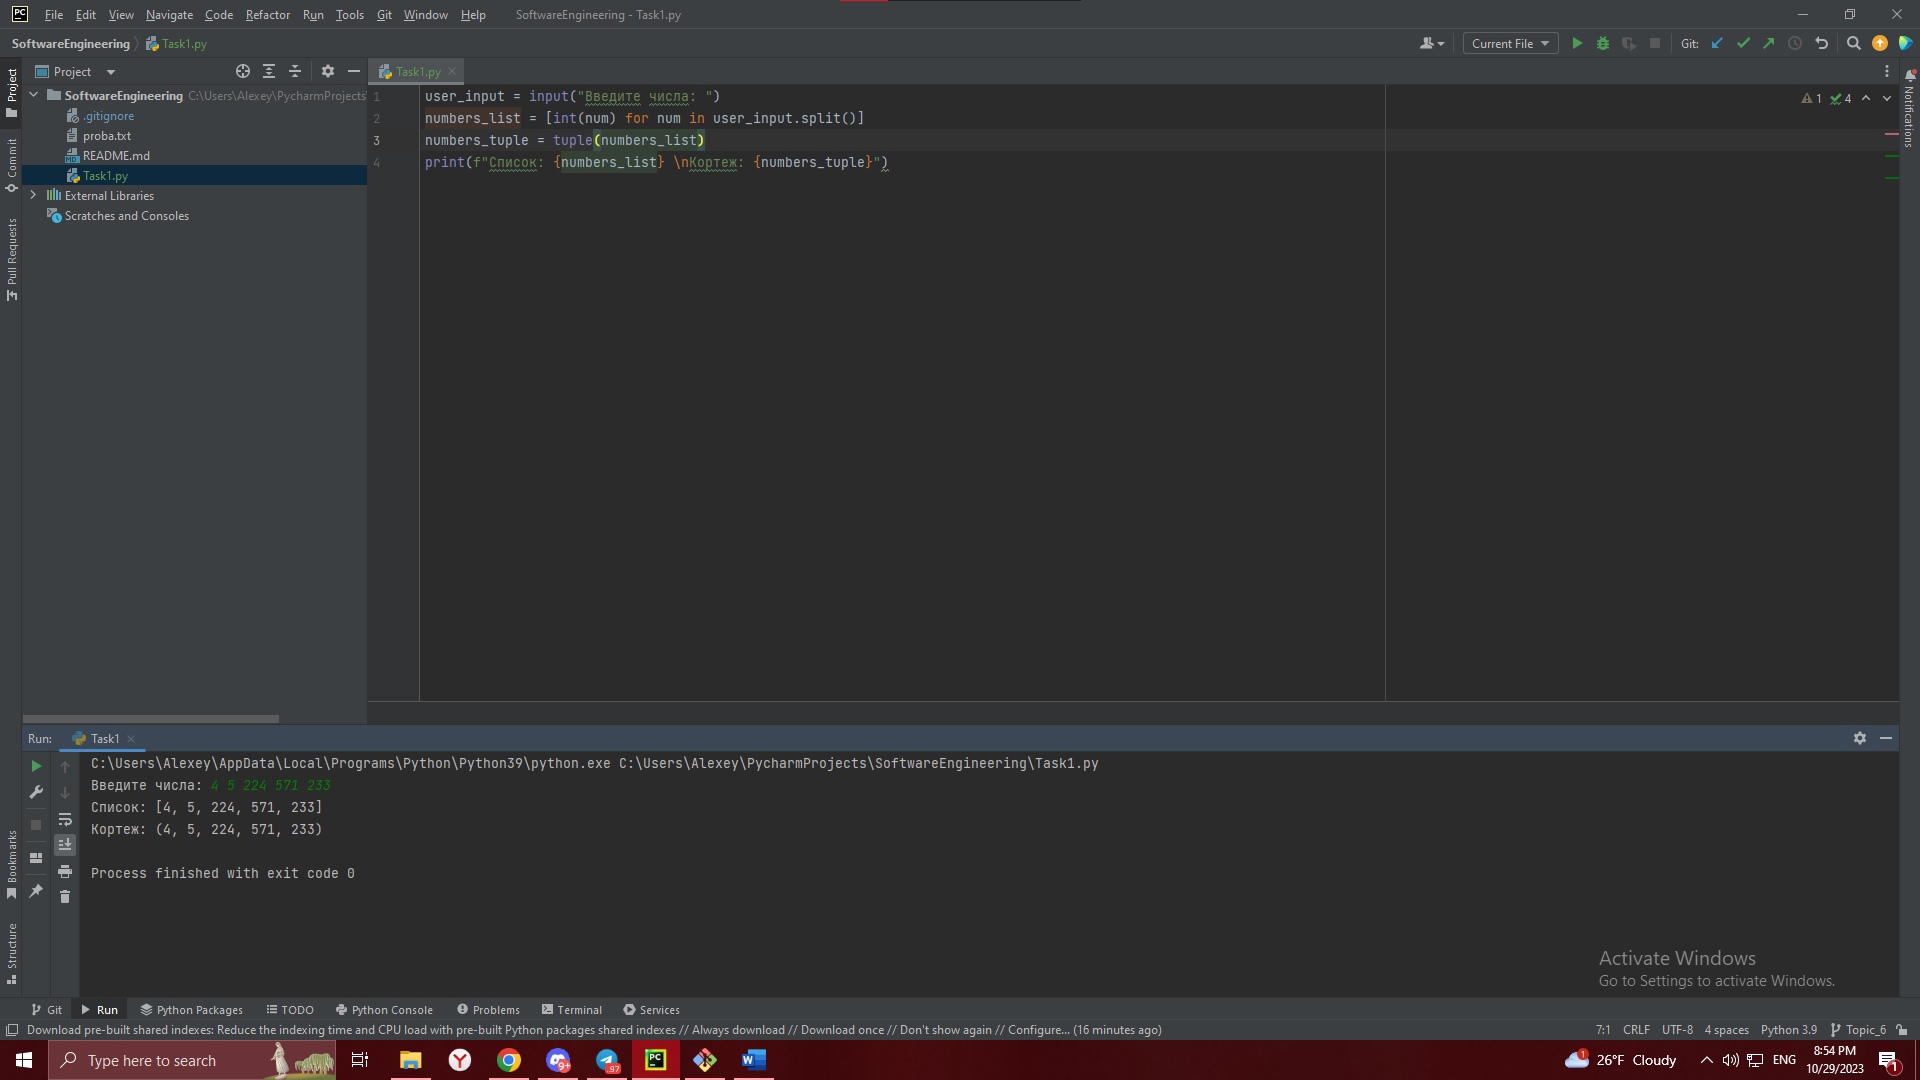 File Edit View Navigate Code Refactor Run Tools Git Window Help SoftwareEngineering - Task1.py
SoftwareEngineering Task1.py Current File Git:
Project Task1.py
SoftwareEngineering C:\Users\Alexey\PycharmProjects
.gitignore
proba.txt
README.md
Task1.py
External Libraries
Scratches and Consoles
1 user_input = input("Введите числа: ")
2 numbers_list = [int(num) for num in user_input.split()]
3 numbers_tuple = tuple(numbers_list)
4 print(f"Список: {numbers_list} \nКортеж: {numbers_tuple}")
1 4
Project
Commit
Pull Requests
Bookmarks
Structure
Notifications
Run: Task1
C:\Users\Alexey\AppData\Local\Programs\Python\Python39\python.exe C:\Users\Alexey\PycharmProjects\SoftwareEngineering\Task1.py
Введите числа: 4 5 224 571 233
Список: [4, 5, 224, 571, 233]
Кортеж: (4, 5, 224, 571, 233)
Process finished with exit code 0
Activate Windows
Go to Settings to activate Windows.
Git Run Python Packages TODO Python Console Problems Terminal Services
Download pre-built shared indexes: Reduce the indexing time and CPU load with pre-built Python packages shared indexes // Always download // Download once // Don't show again // Configure... (16 minutes ago) 7:1 CRLF UTF-8 4 spaces Python 3.9 Topic_6
Type here to search 26°F Cloudy ENG 8:54 PM
10/29/2023